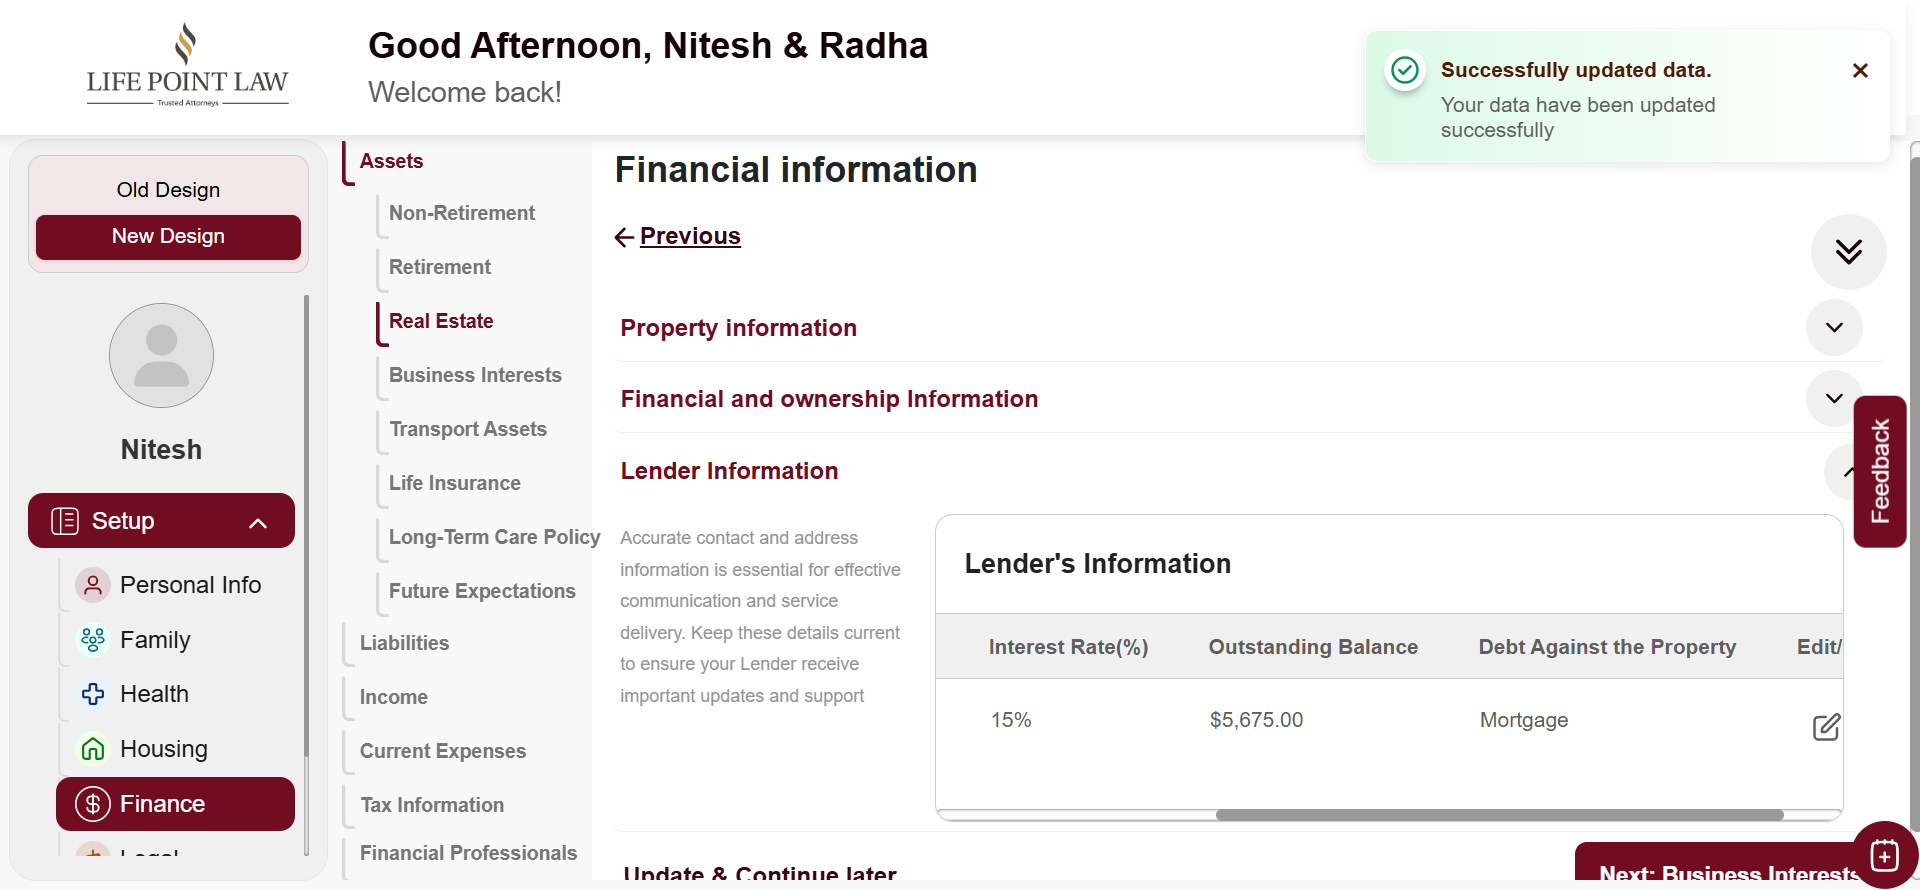 LIFE POINT LAW
Trusted Attorneys
Good Afternoon, Nitesh & Radha
Welcome back!
Successfully updated data.
Your data have been updated
successfully
Old Design
New Design
Nitesh
Setup
Personal Info
Family
Health
Housing
Finance
Legal
Assets
Non-Retirement
Retirement
Real Estate
Business Interests
Transport Assets
Life Insurance
Long-Term Care Policy
Future Expectations
Liabilities
Income
Current Expenses
Tax Information
Financial Professionals
Financial information
Previous
Property information
Financial and ownership Information
Lender Information
Accurate contact and address
information is essential for effective
communication and service
delivery. Keep these details current
to ensure your Lender receive
important updates and support
Lender's Information
Interest Rate(%) Outstanding Balance Debt Against the Property Edit/
15% $5,675.00 Mortgage
Update & Continue later
Next: Business Interests
Feedback